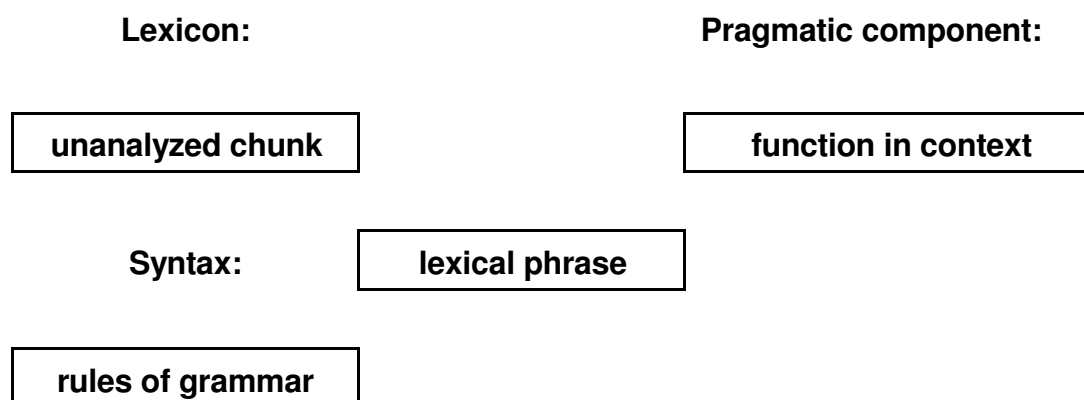 Lexicon: Pragmatic component:
unanalyzed chunk function in context
Syntax: lexical phrase
rules of grammar